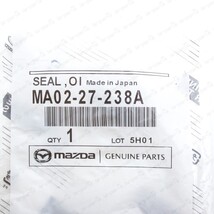 SEAL,OI Made in Japan
MA02-27-238A
QTY 1 LOT 5H01
mazda GENUINE PARTS